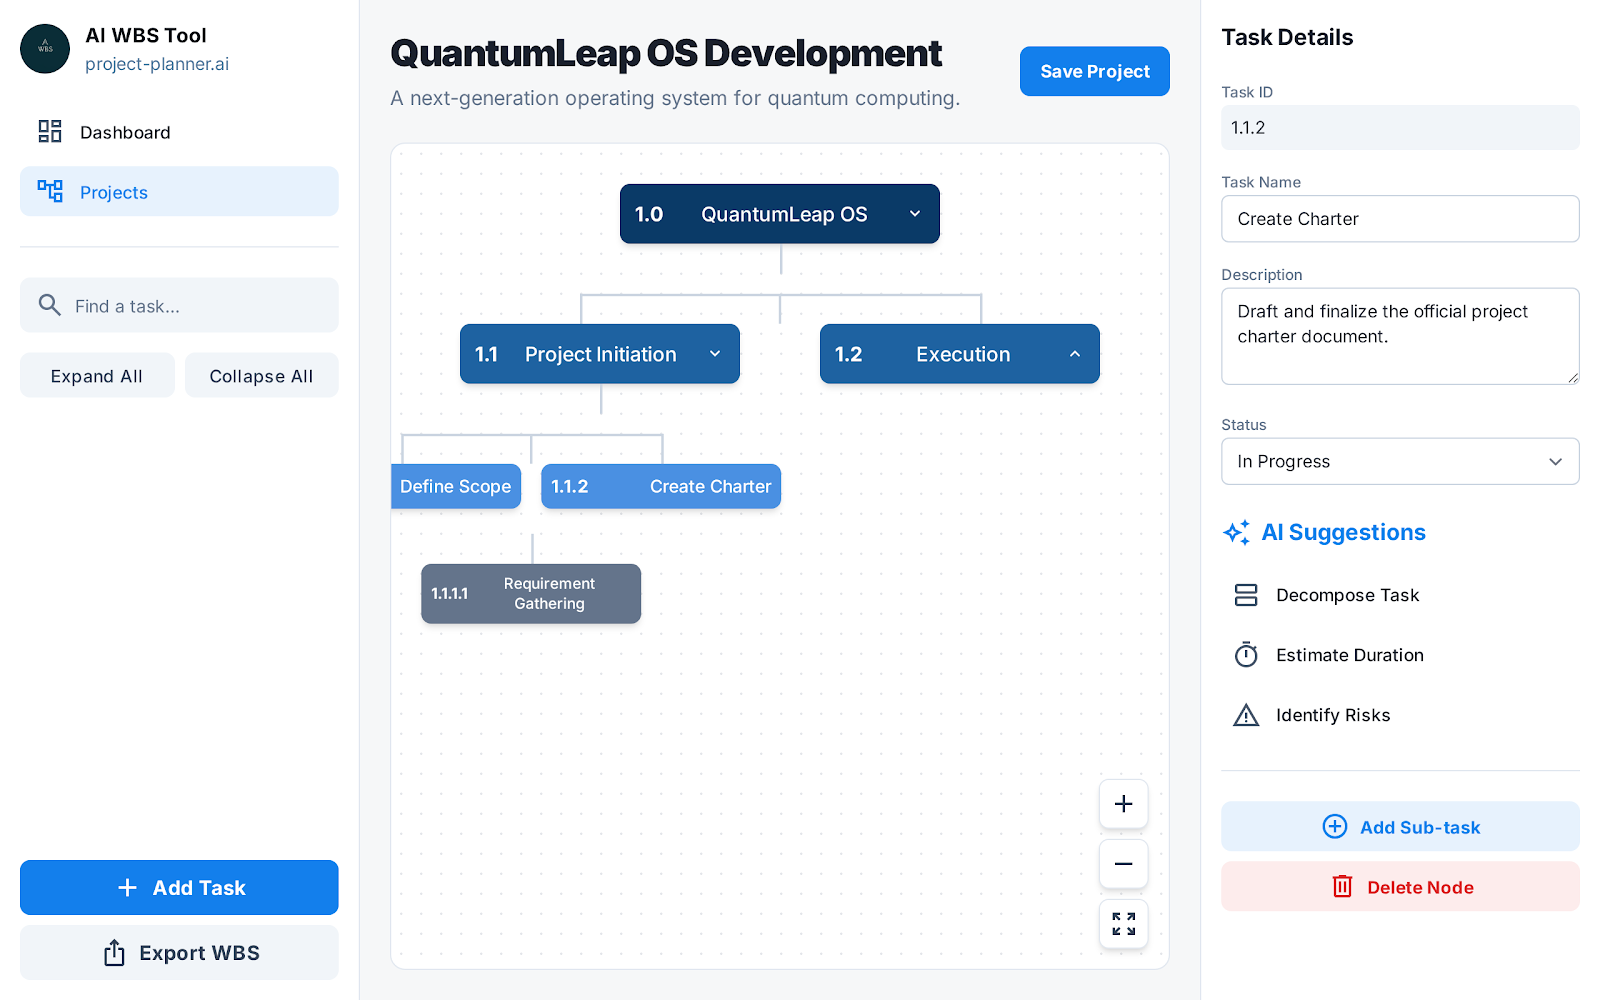 A
WBS
AI WBS Tool
project-planner.ai
Dashboard
Projects
Find a task...
Expand All
Collapse All
Add Task
Export WBS
QuantumLeap OS Development
A next-generation operating system for quantum computing.
Save Project
1.0 QuantumLeap OS
1.1 Project Initiation
1.2 Execution
Define Scope
1.1.2 Create Charter
1.1.1.1
Requirement
Gathering
Task Details
Task ID
1.1.2
Task Name
Create Charter
Description
Draft and finalize the official project
charter document.
Status
In Progress
AI Suggestions
Decompose Task
Estimate Duration
Identify Risks
Add Sub-task
Delete Node